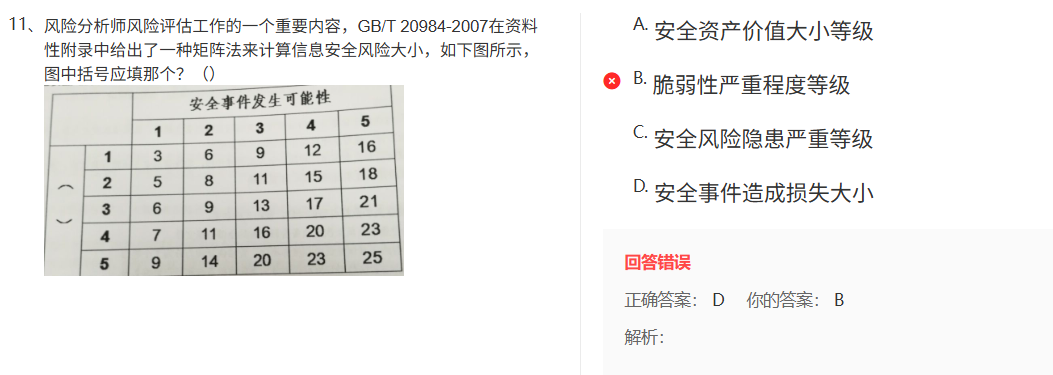 11、风险分析师风险评估工作的一个重要内容，GB/T 20984-2007在资料
性附录中给出了一种矩阵法来计算信息安全风险大小，如下图所示，
图中括号应填那个？（）
安全事件发生可能性
1 2 3 4 5
1 3 6 9 12 16
2 5 8 11 15 18
（ ）
3 6 9 13 17 21
4 7 11 16 20 23
5 9 14 20 23 25
A. 安全资产价值大小等级
B. 脆弱性严重程度等级
C. 安全风险隐患严重等级
D. 安全事件造成损失大小
回答错误
正确答案： D 你的答案： B
解析：